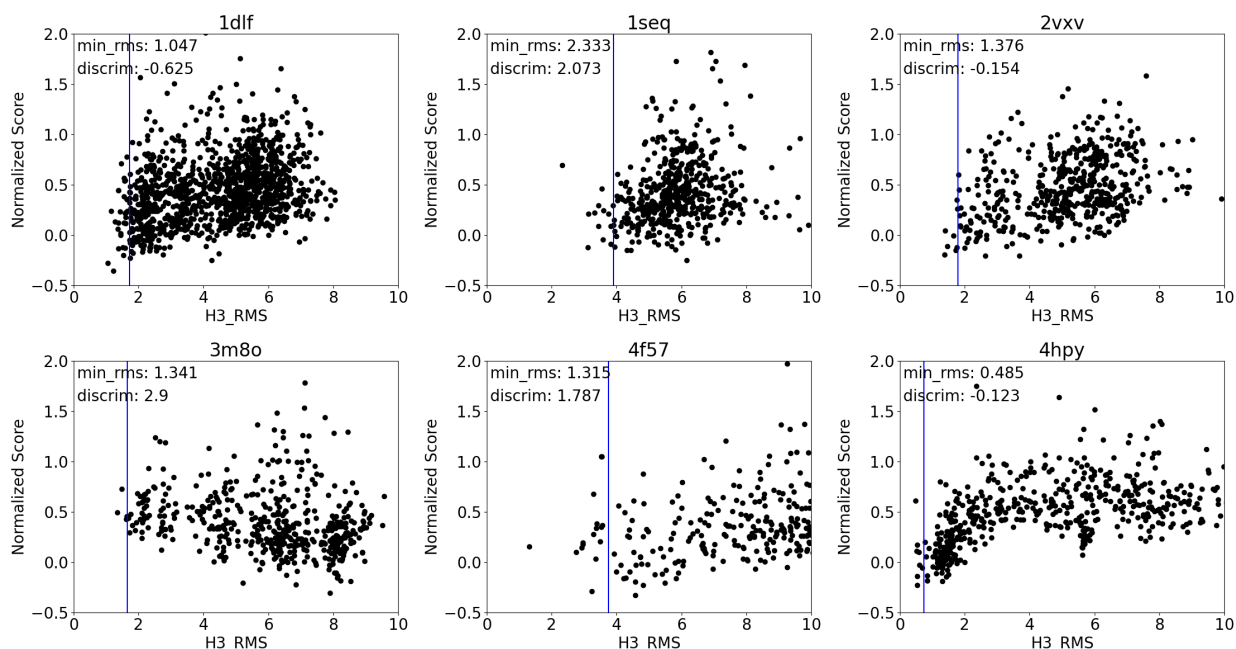 1dlf
min_rms: 1.047
discrim: -0.625
Normalized Score
2.0
1.5
1.0
0.5
0.0
−0.5
0 2 4 6 8 10
H3_RMS
1seq
min_rms: 2.333
discrim: 2.073
Normalized Score
2.0
1.5
1.0
0.5
0.0
−0.5
0 2 4 6 8 10
H3_RMS
2vxv
min_rms: 1.376
discrim: -0.154
Normalized Score
2.0
1.5
1.0
0.5
0.0
−0.5
0 2 4 6 8 10
H3_RMS
3m8o
min_rms: 1.341
discrim: 2.9
Normalized Score
2.0
1.5
1.0
0.5
0.0
−0.5
0 2 4 6 8 10
H3_RMS
4f57
min_rms: 1.315
discrim: 1.787
Normalized Score
2.0
1.5
1.0
0.5
0.0
−0.5
0 2 4 6 8 10
H3_RMS
4hpy
min_rms: 0.485
discrim: -0.123
Normalized Score
2.0
1.5
1.0
0.5
0.0
−0.5
0 2 4 6 8 10
H3_RMS